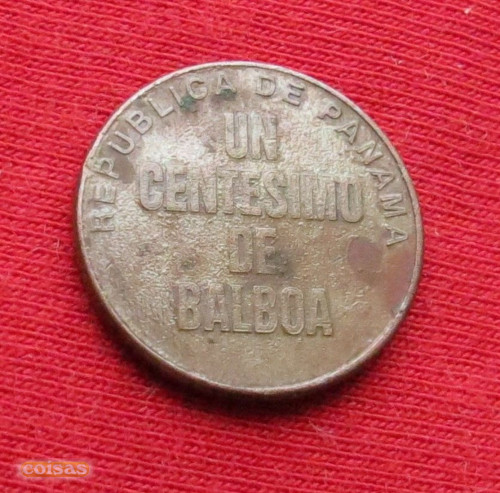 REPUBLICA DE PANAMA
UN
CENTESIMO
DE
BALBOA
coisas